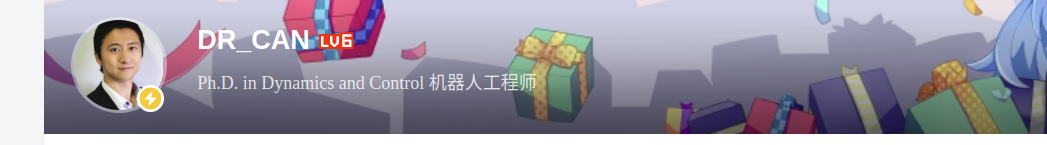 DR_CAN LV6
Ph.D. in Dynamics and Control 机器人工程师